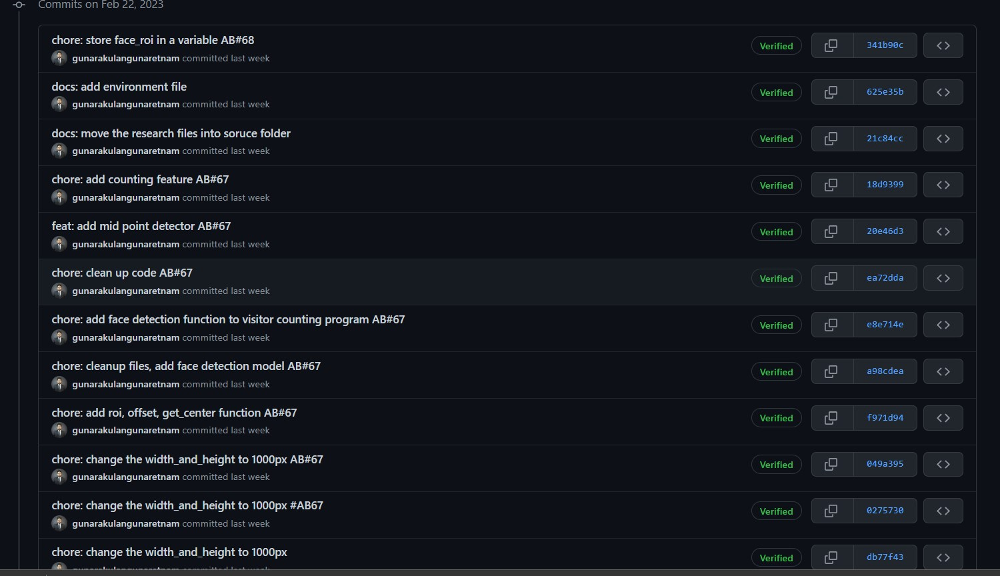 Commits on Feb 22, 2023
chore: store face_roi in a variable AB#68
gunarakulangunaretnam committed last week
Verified
341b90c
docs: add environment file
gunarakulangunaretnam committed last week
Verified
625e35b
docs: move the research files into soruce folder
gunarakulangunaretnam committed last week
Verified
21c84cc
chore: add counting feature AB#67
gunarakulangunaretnam committed last week
Verified
18d9399
feat: add mid point detector AB#67
gunarakulangunaretnam committed last week
Verified
20e46d3
chore: clean up code AB#67
gunarakulangunaretnam committed last week
Verified
ea72dda
chore: add face detection function to visitor counting program AB#67
gunarakulangunaretnam committed last week
Verified
e8e714e
chore: cleanup files, add face detection model AB#67
gunarakulangunaretnam committed last week
Verified
a98cdea
chore: add roi, offset, get_center function AB#67
gunarakulangunaretnam committed last week
Verified
f971d94
chore: change the width_and_height to 1000px AB#67
gunarakulangunaretnam committed last week
Verified
049a395
chore: change the width_and_height to 1000px #AB67
gunarakulangunaretnam committed last week
Verified
0275730
chore: change the width_and_height to 1000px
gunarakulangunaretnam committed last week
Verified
db77f43